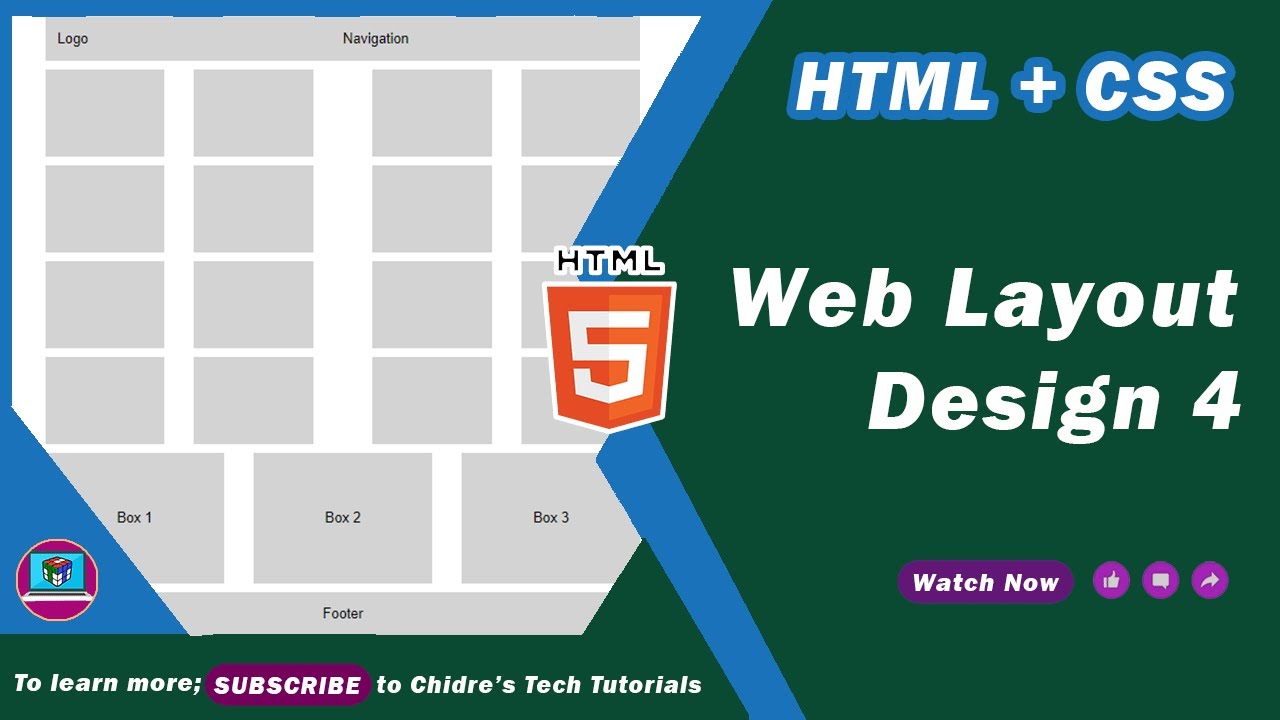 Logo
Navigation
HTML + CSS
HTML
5
Web Layout
Design 4
Box 1
Box 2
Box 3
Watch Now
Footer
To learn more; SUBSCRIBE to Chidre's Tech Tutorials